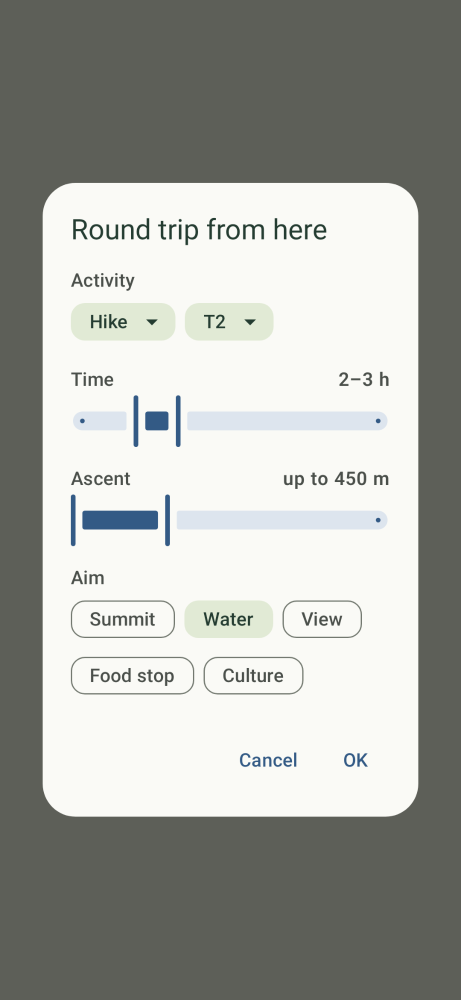 Round trip from here
Activity
Hike T2
Time 2–3 h
Ascent up to 450 m
Aim
Summit Water View
Food stop Culture
Cancel OK